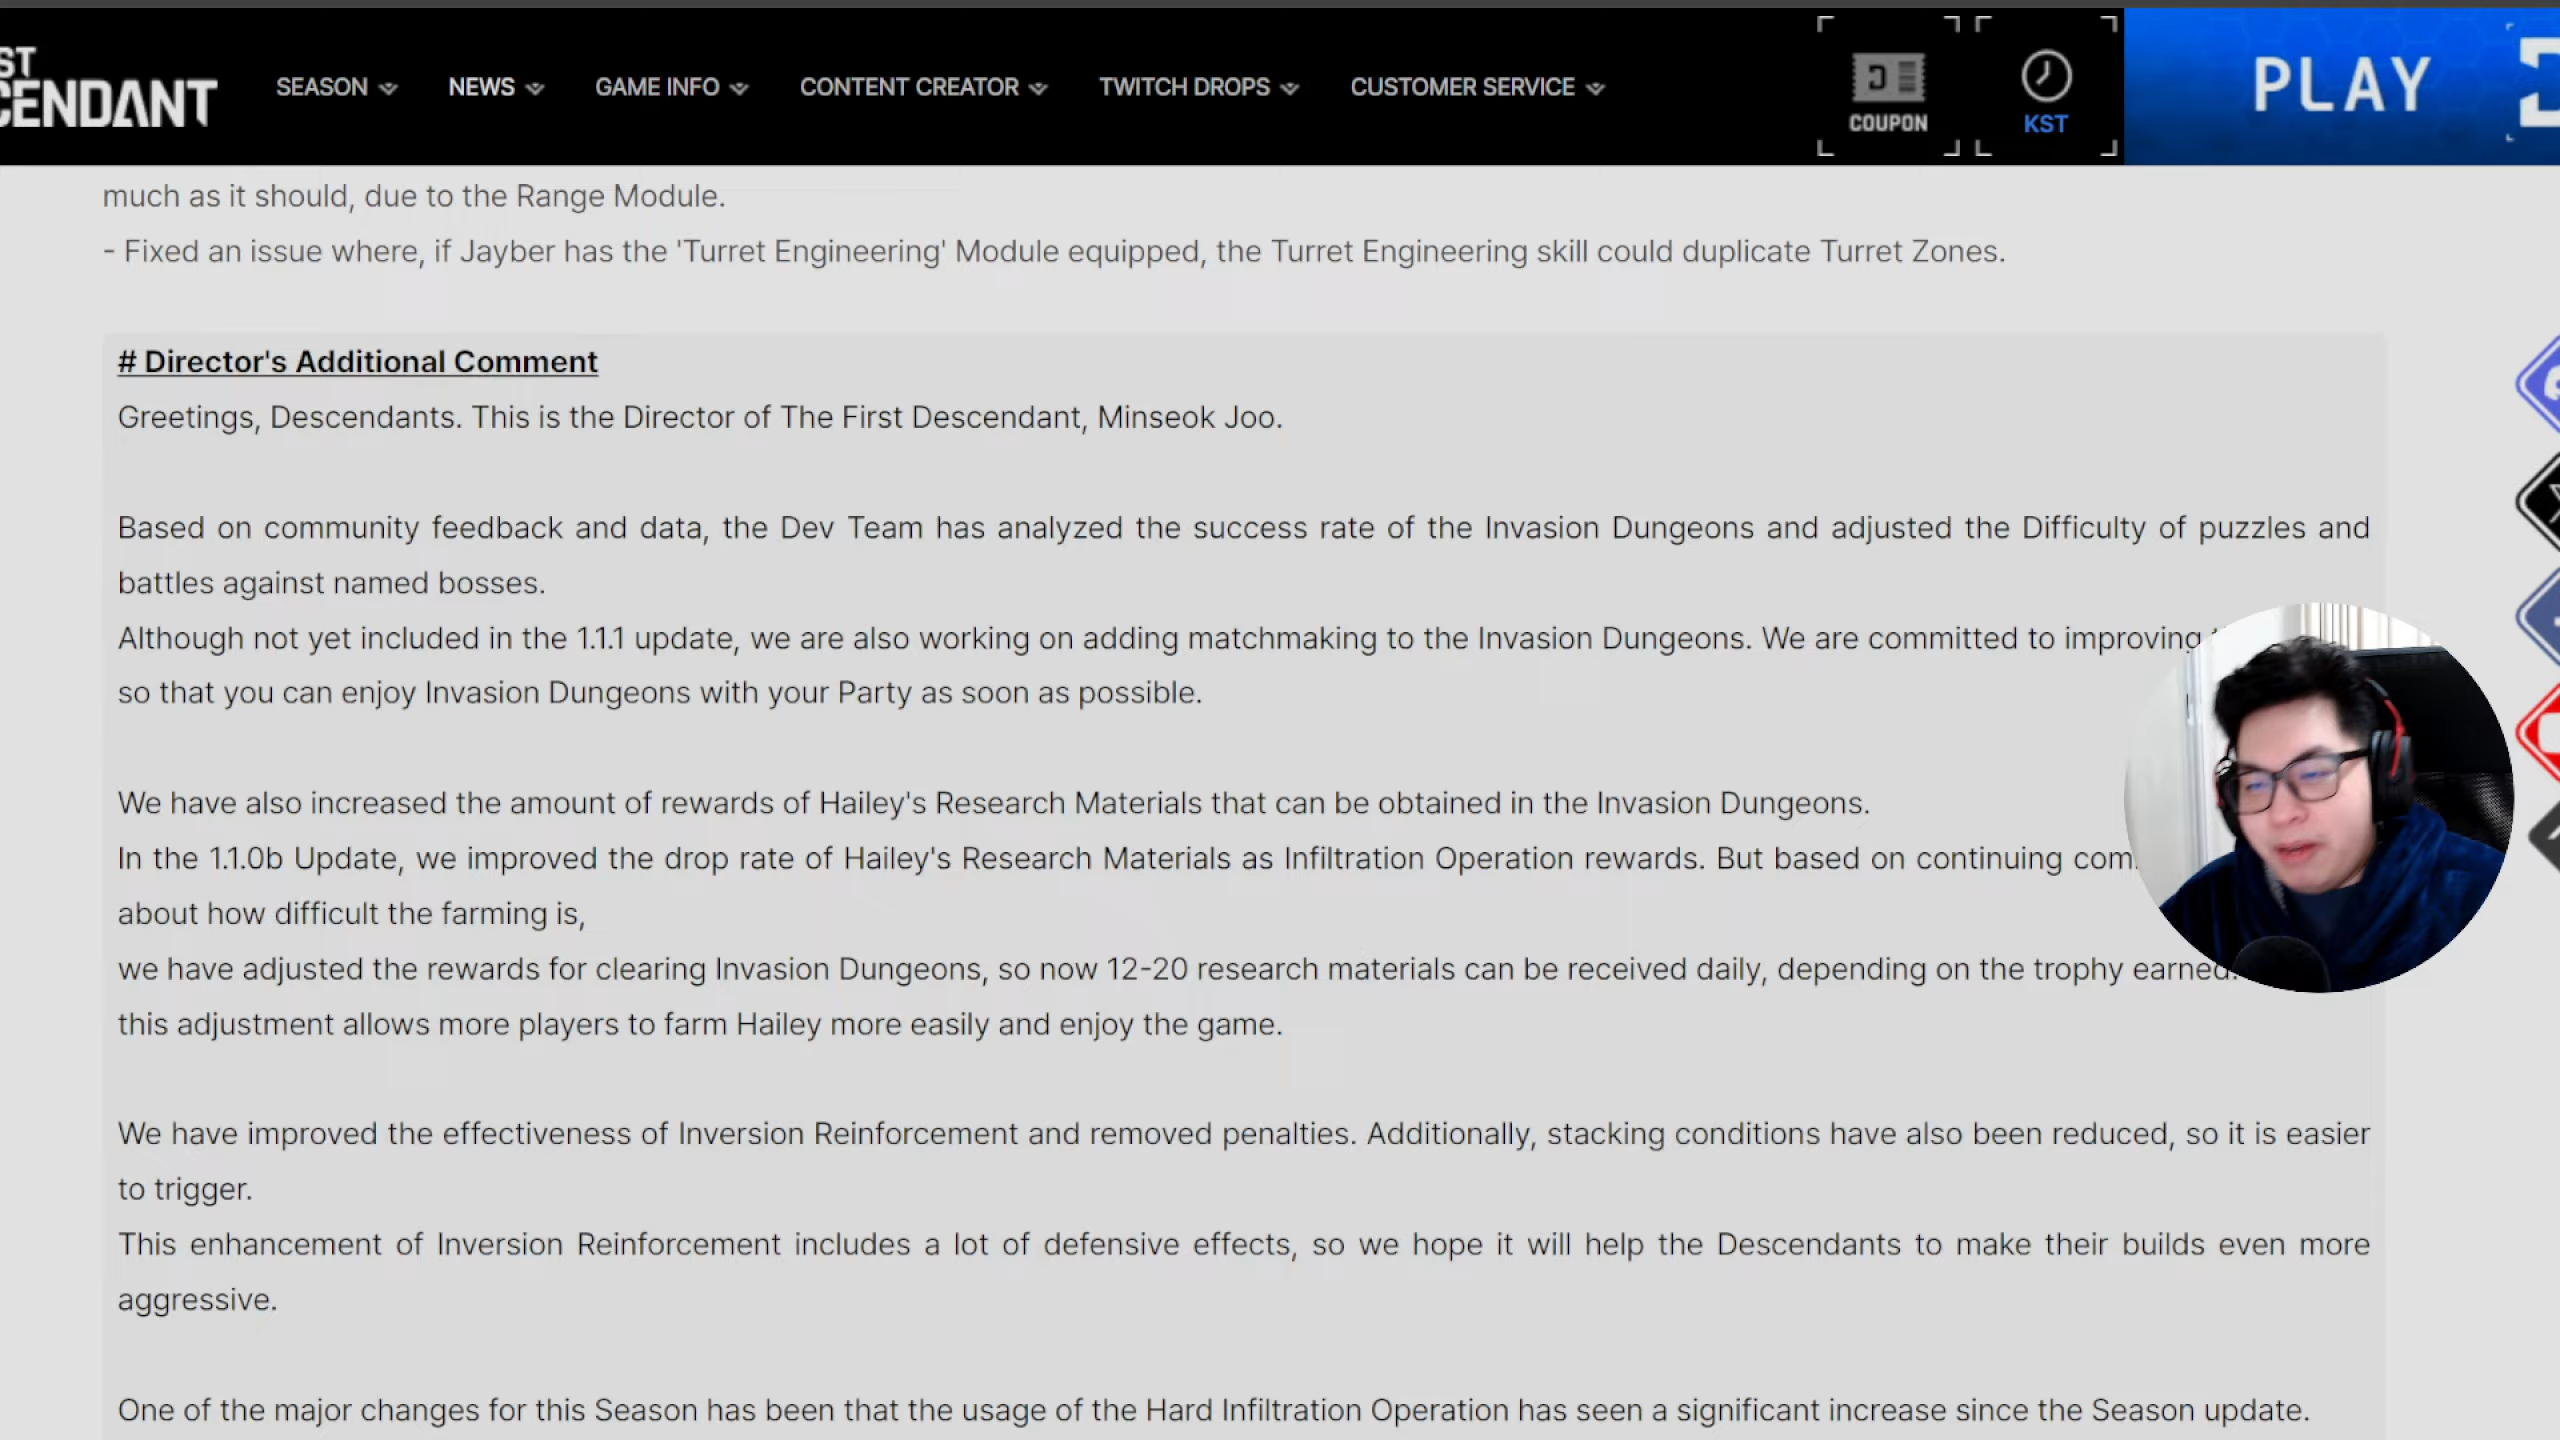 ST
CENDANT
SEASON
NEWS
GAME INFO
CONTENT CREATOR
TWITCH DROPS
CUSTOMER SERVICE
COUPON
KST
PLAY
much as it should, due to the Range Module.
- Fixed an issue where, if Jayber has the 'Turret Engineering' Module equipped, the Turret Engineering skill could duplicate Turret Zones.
# Director's Additional Comment
Greetings, Descendants. This is the Director of The First Descendant, Minseok Joo.
Based on community feedback and data, the Dev Team has analyzed the success rate of the Invasion Dungeons and adjusted the Difficulty of puzzles and
battles against named bosses.
Although not yet included in the 1.1.1 update, we are also working on adding matchmaking to the Invasion Dungeons. We are committed to improving
so that you can enjoy Invasion Dungeons with your Party as soon as possible.
We have also increased the amount of rewards of Hailey's Research Materials that can be obtained in the Invasion Dungeons.
In the 1.1.0b Update, we improved the drop rate of Hailey's Research Materials as Infiltration Operation rewards. But based on continuing com
about how difficult the farming is,
we have adjusted the rewards for clearing Invasion Dungeons, so now 12-20 research materials can be received daily, depending on the trophy earned.
this adjustment allows more players to farm Hailey more easily and enjoy the game.
We have improved the effectiveness of Inversion Reinforcement and removed penalties. Additionally, stacking conditions have also been reduced, so it is easier
to trigger.
This enhancement of Inversion Reinforcement includes a lot of defensive effects, so we hope it will help the Descendants to make their builds even more
aggressive.
One of the major changes for this Season has been that the usage of the Hard Infiltration Operation has seen a significant increase since the Season update.